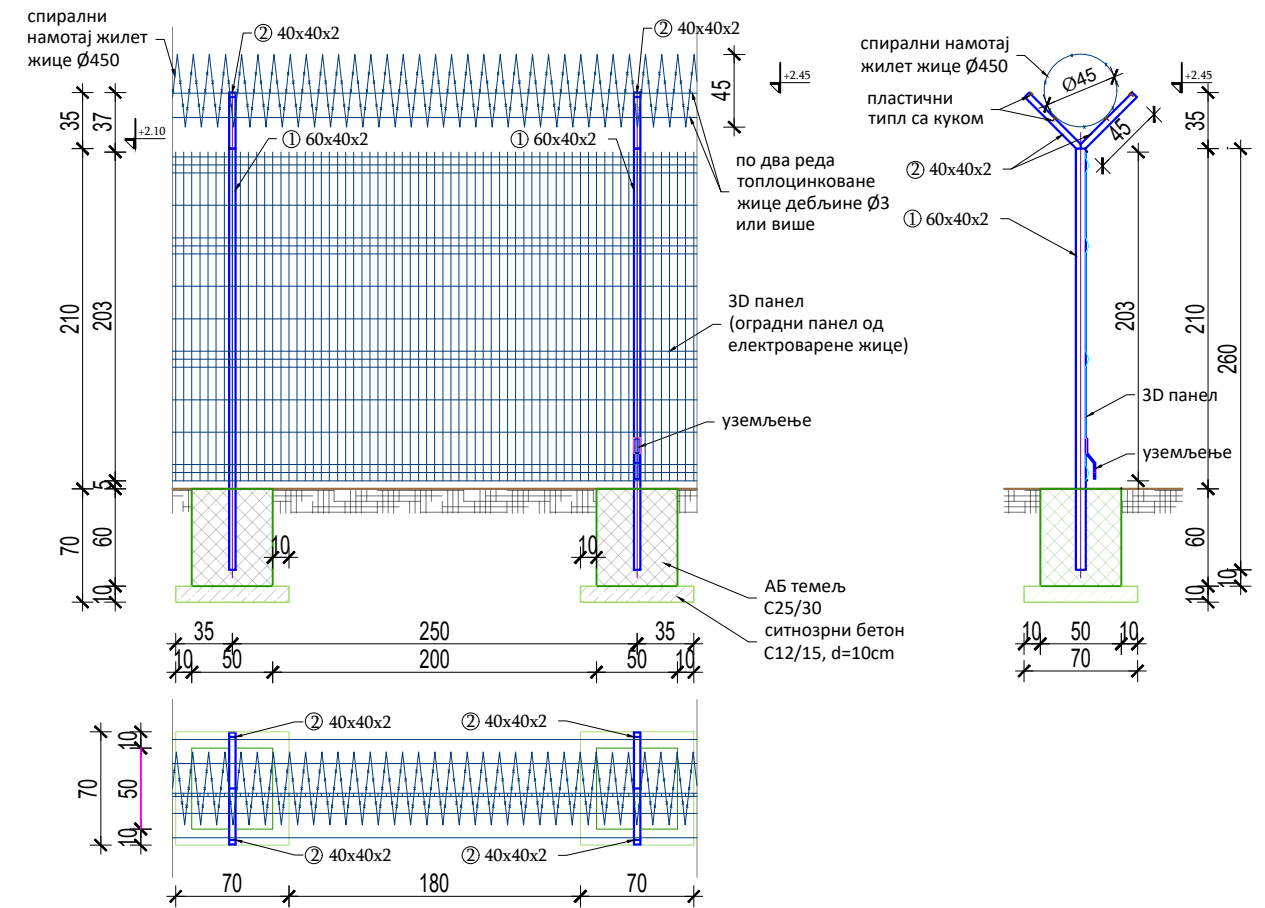 спирални
намотај жилет
жице Ø450
② 40x40x2
② 40x40x2
45
+2.45
35
37
+2.10
① 60x40x2
① 60x40x2
по два реда
топлоцинковане
жице дебљине Ø3
или више
210
203
3D панел
(оградни панел од
електроварене жице)
уземљење
5
70
60
10
10
10
АБ темељ
C25/30
ситнозрни бетон
C12/15, d=10cm
35
250
35
10
50
200
50
10
спирални намотај
жилет жице Ø450
Ø45
+2.45
пластични
типл са куком
35
45
② 40x40x2
① 60x40x2
203
210
260
3D панел
уземљење
60
10
10
10
50
10
70
② 40x40x2
② 40x40x2
70
10
50
10
② 40x40x2
② 40x40x2
70
180
70